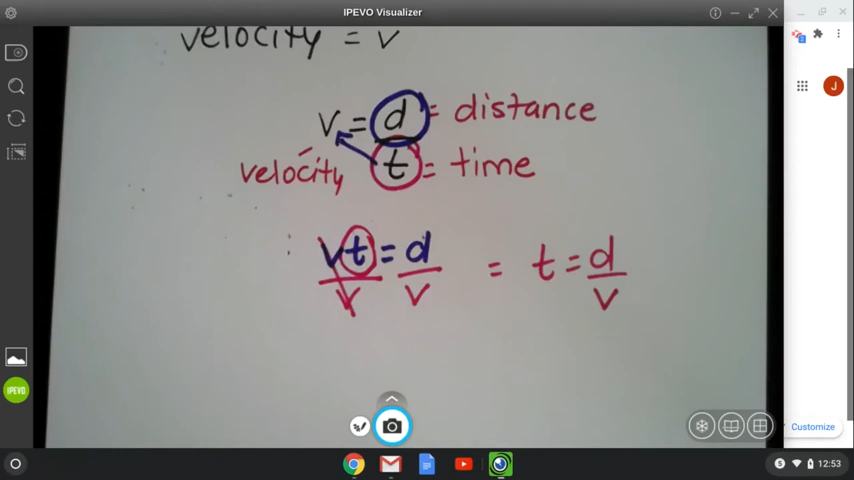 IPEVO Visualizer
velocity = v
v = d = distance
velocity t = time
vt = d = t = d
v v v
IPEVO
J
Customize
12:53